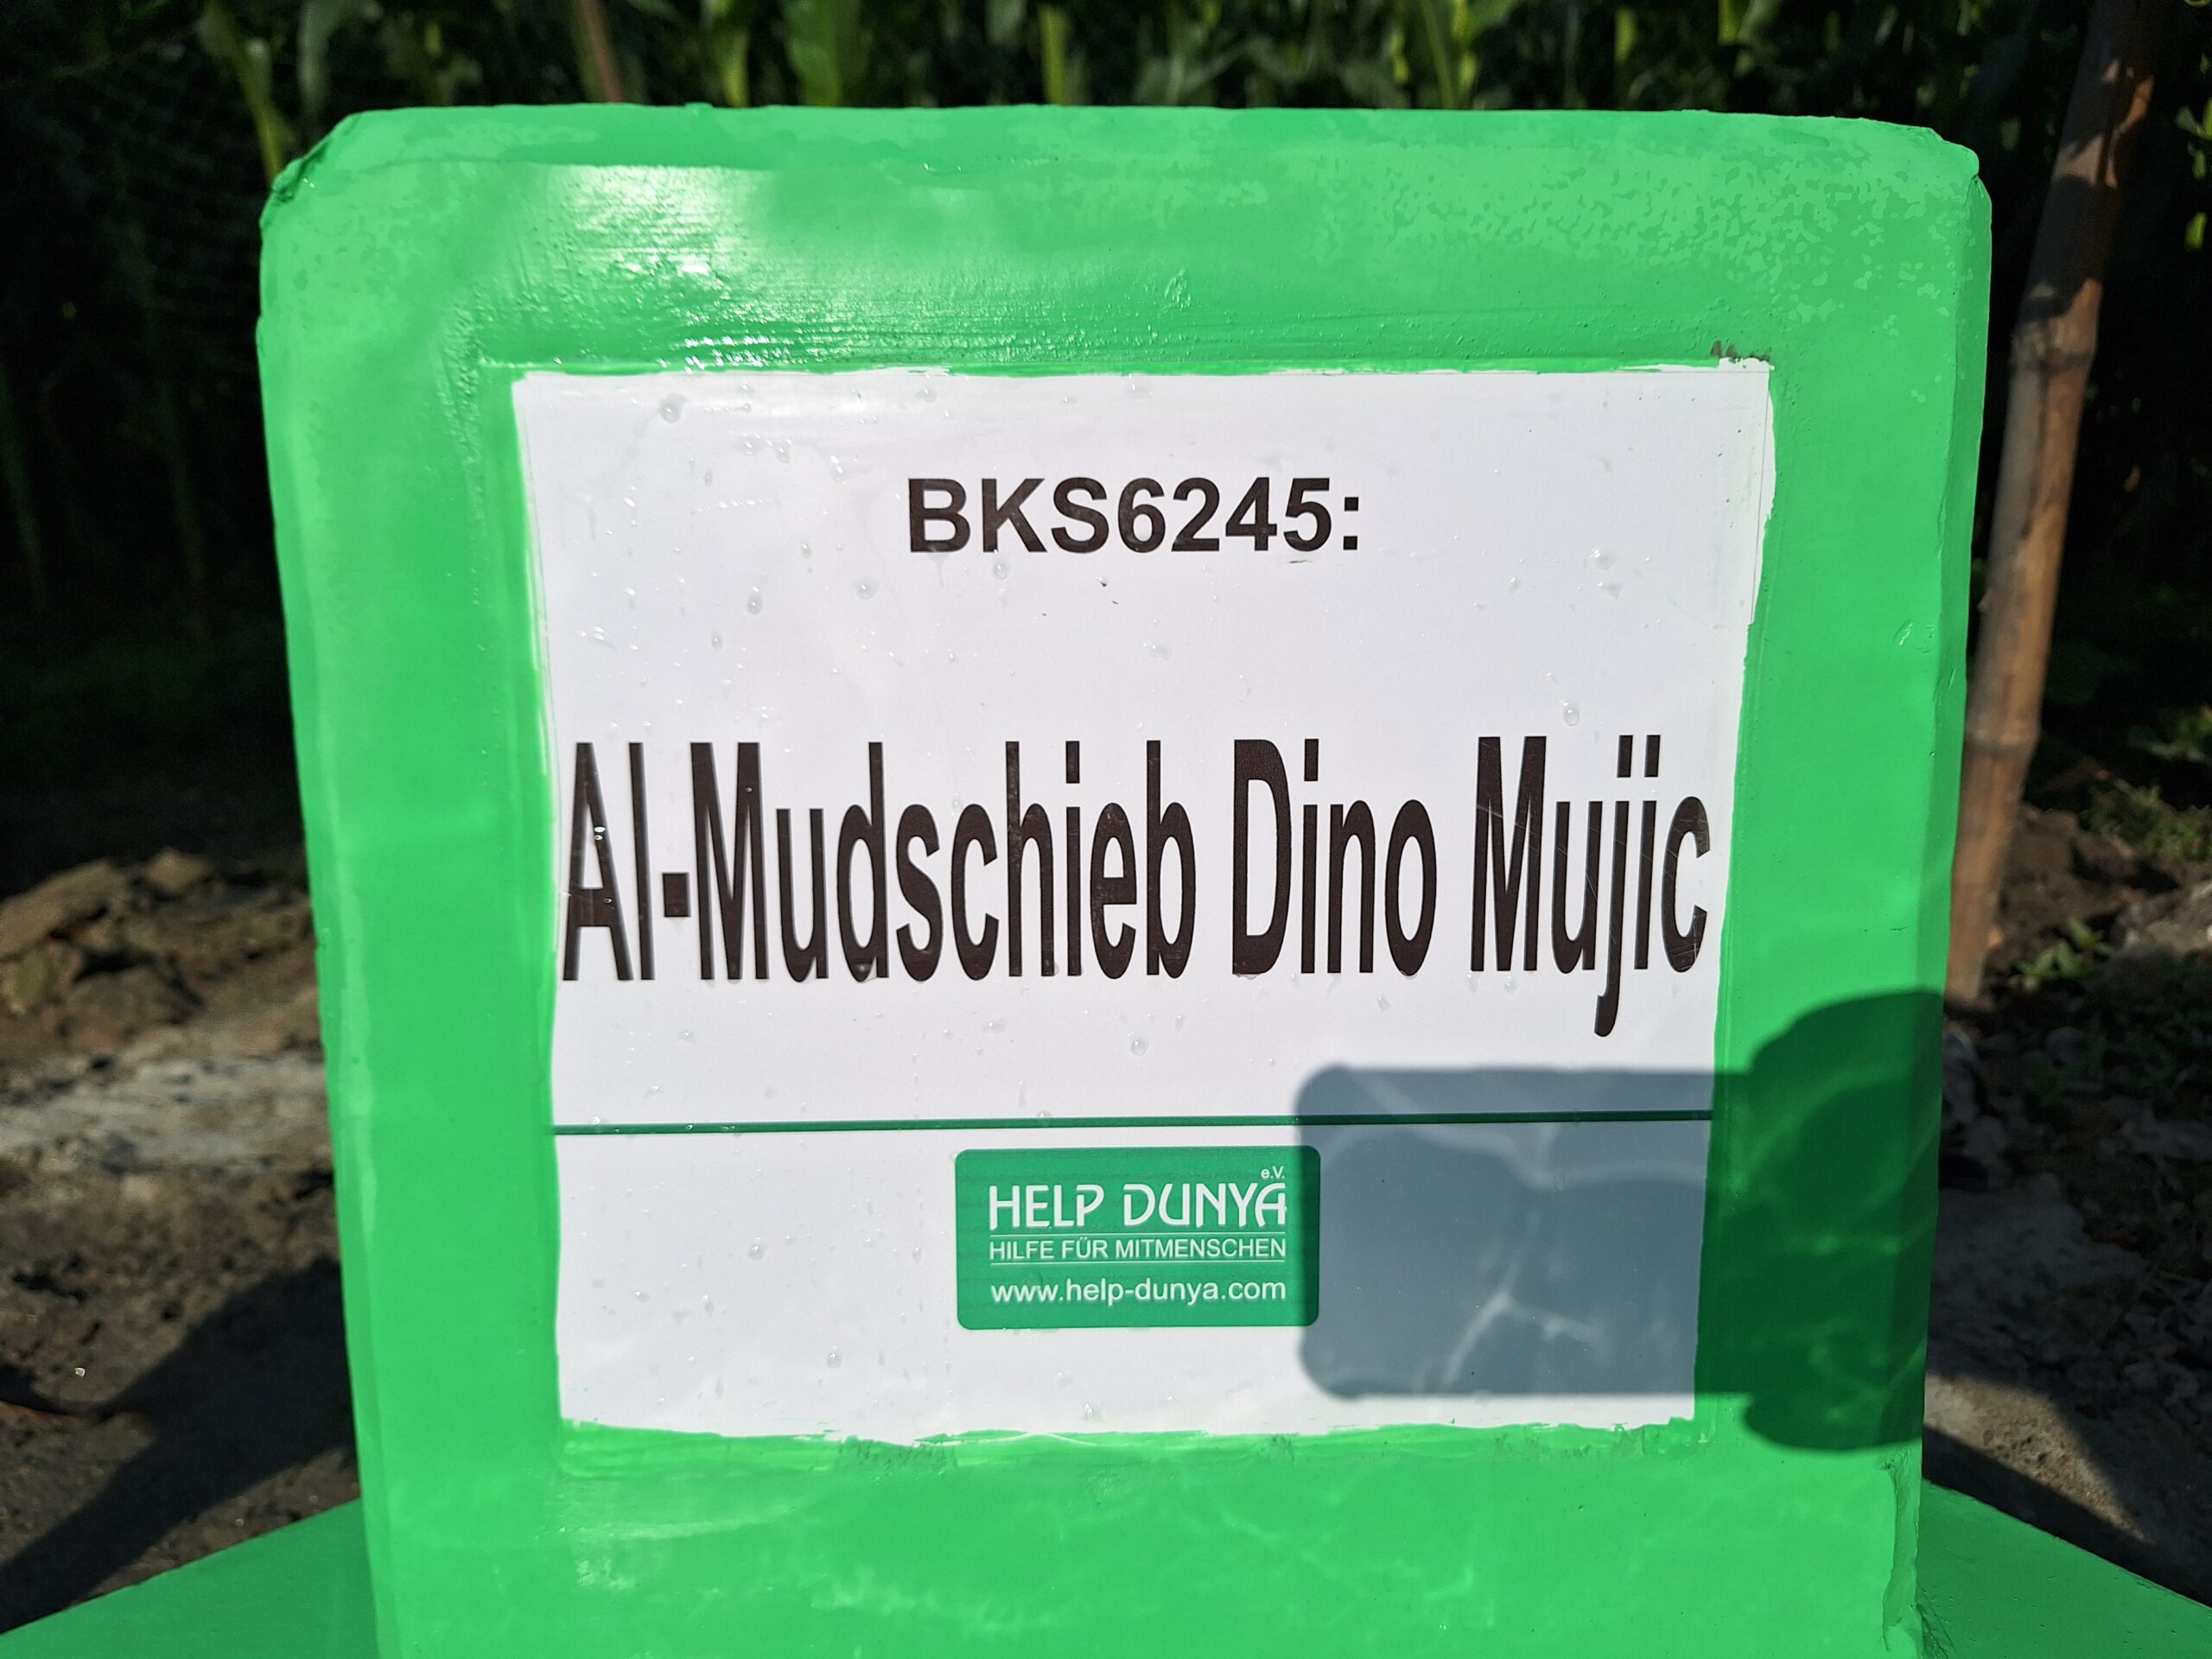 BKS6245:
Al-Mudschieb Dino Mujic
e.V.
HELP DUNYA
HILFE FÜR MITMENSCHEN
www.help-dunya.com